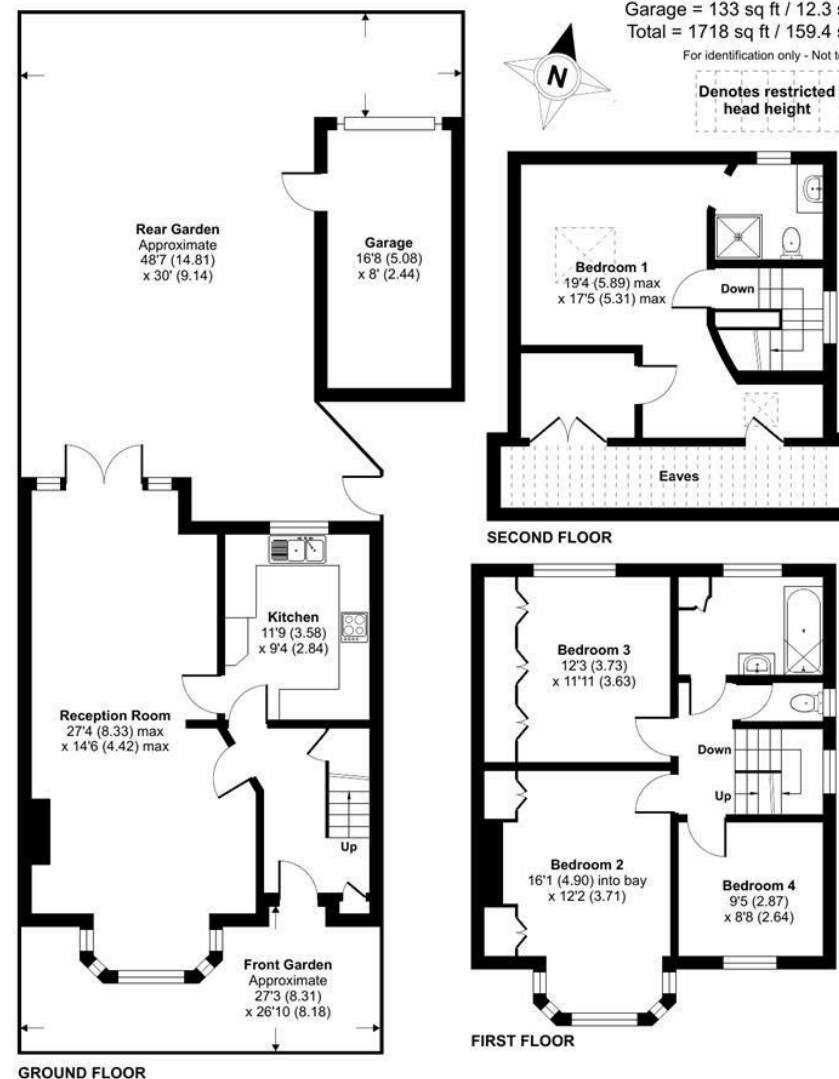 Garage = 133 sq ft / 12.3 s
Total = 1718 sq ft / 159.4 s
For identification only - Not to
N
Denotes restricted
head height
Rear Garden
Approximate
48'7 (14.81)
x 30' (9.14)
Garage
16'8 (5.08)
x 8' (2.44)
Bedroom 1
19'4 (5.89) max
x 17'5 (5.31) max
Down
Eaves
SECOND FLOOR
Kitchen
11'9 (3.58)
x 9'4 (2.84)
Reception Room
27'4 (8.33) max
x 14'6 (4.42) max
Up
Front Garden
Approximate
27'3 (8.31)
x 26'10 (8.18)
GROUND FLOOR
Bedroom 3
12'3 (3.73)
x 11'11 (3.63)
Down
Up
Bedroom 2
16'1 (4.90) into bay
x 12'2 (3.71)
Bedroom 4
9'5 (2.87)
x 8'8 (2.64)
FIRST FLOOR